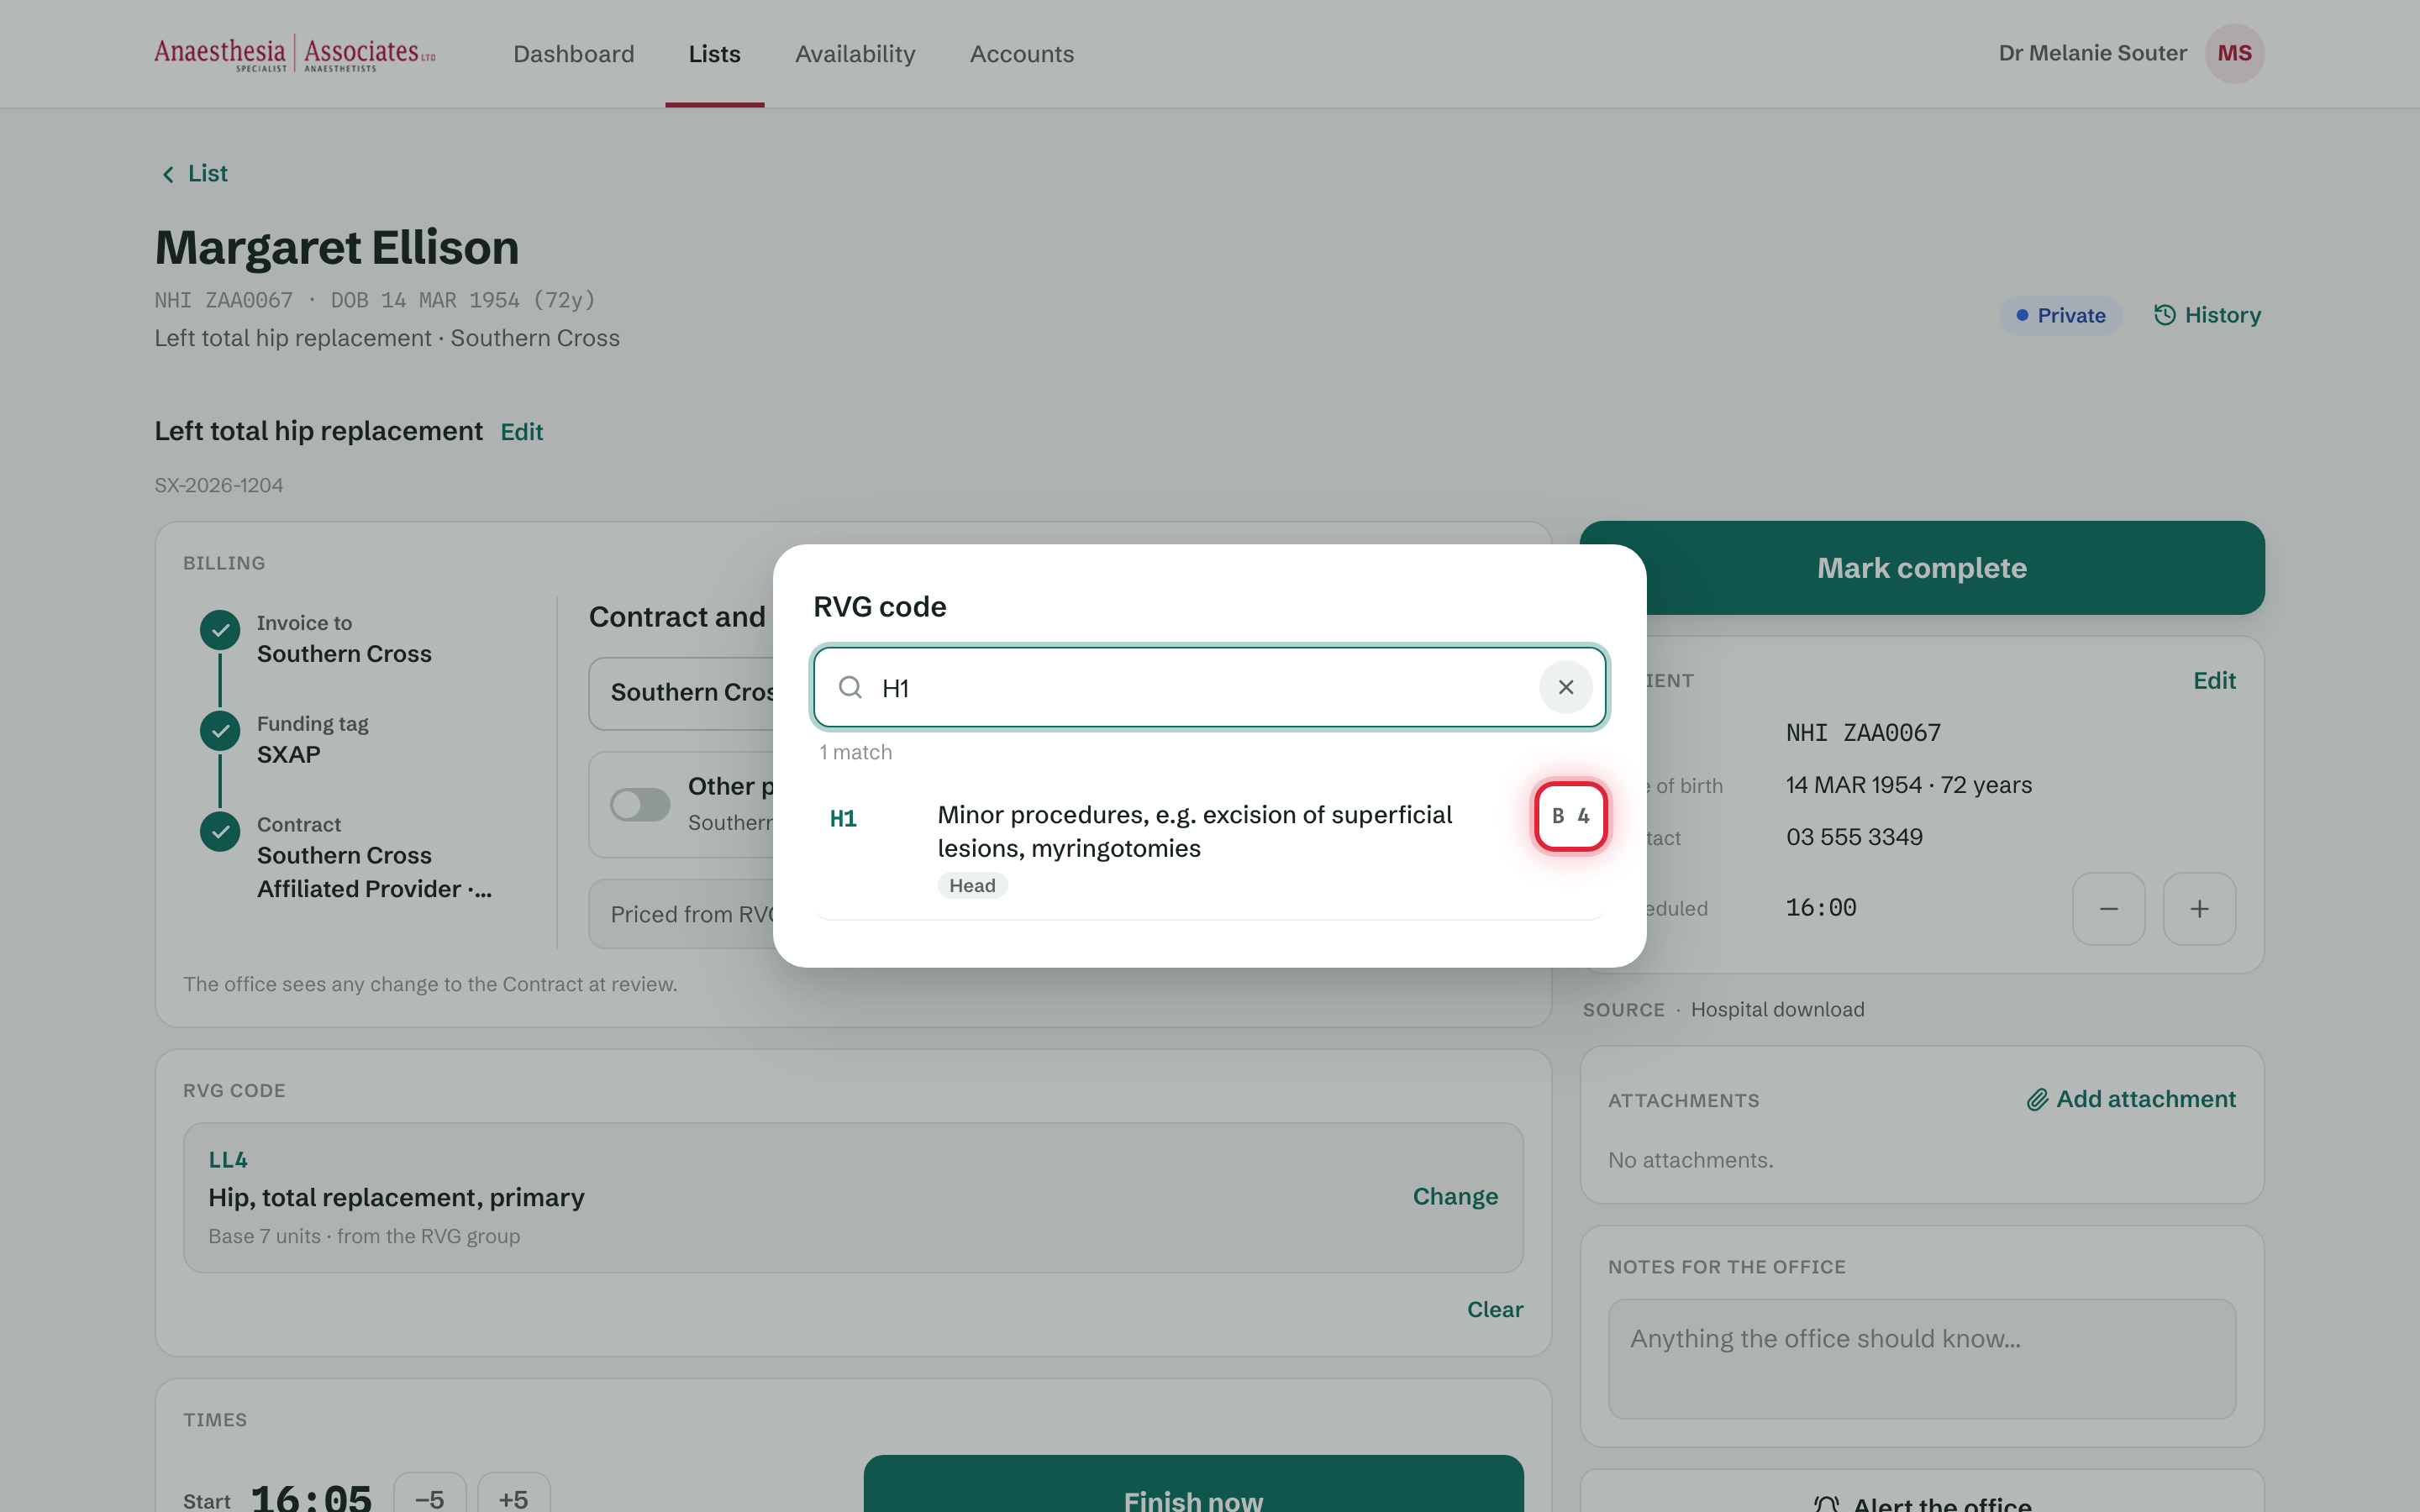 Anaesthesia | Associates LTD
SPECIALIST ANAESTHETISTS
Dashboard
Lists
Availability
Accounts
Dr Melanie Souter
MS
List
Margaret Ellison
NHI ZAA0067 · DOB 14 MAR 1954 (72y)
Left total hip replacement · Southern Cross
Private
History
Left total hip replacement
Edit
SX-2026-1204
BILLING
Invoice to
Southern Cross
Funding tag
SXAP
Contract
Southern Cross
Affiliated Provider ·…
Contract and
Southern Cros
Other p
Southern
Priced from RV
The office sees any change to the Contract at review.
RVG code
H1
1 match
H1
Minor procedures, e.g. excision of superficial
lesions, myringotomies
Head
B 4
Mark complete
IENT
Edit
NHI ZAA0067
e of birth
14 MAR 1954 · 72 years
tact
03 555 3349
eduled
16:00
−
+
SOURCE · Hospital download
RVG CODE
LL4
Hip, total replacement, primary
Base 7 units · from the RVG group
Change
Clear
ATTACHMENTS
Add attachment
No attachments.
NOTES FOR THE OFFICE
Anything the office should know…
TIMES
Start
16:05
−5
+5
Finish now
Alert the office